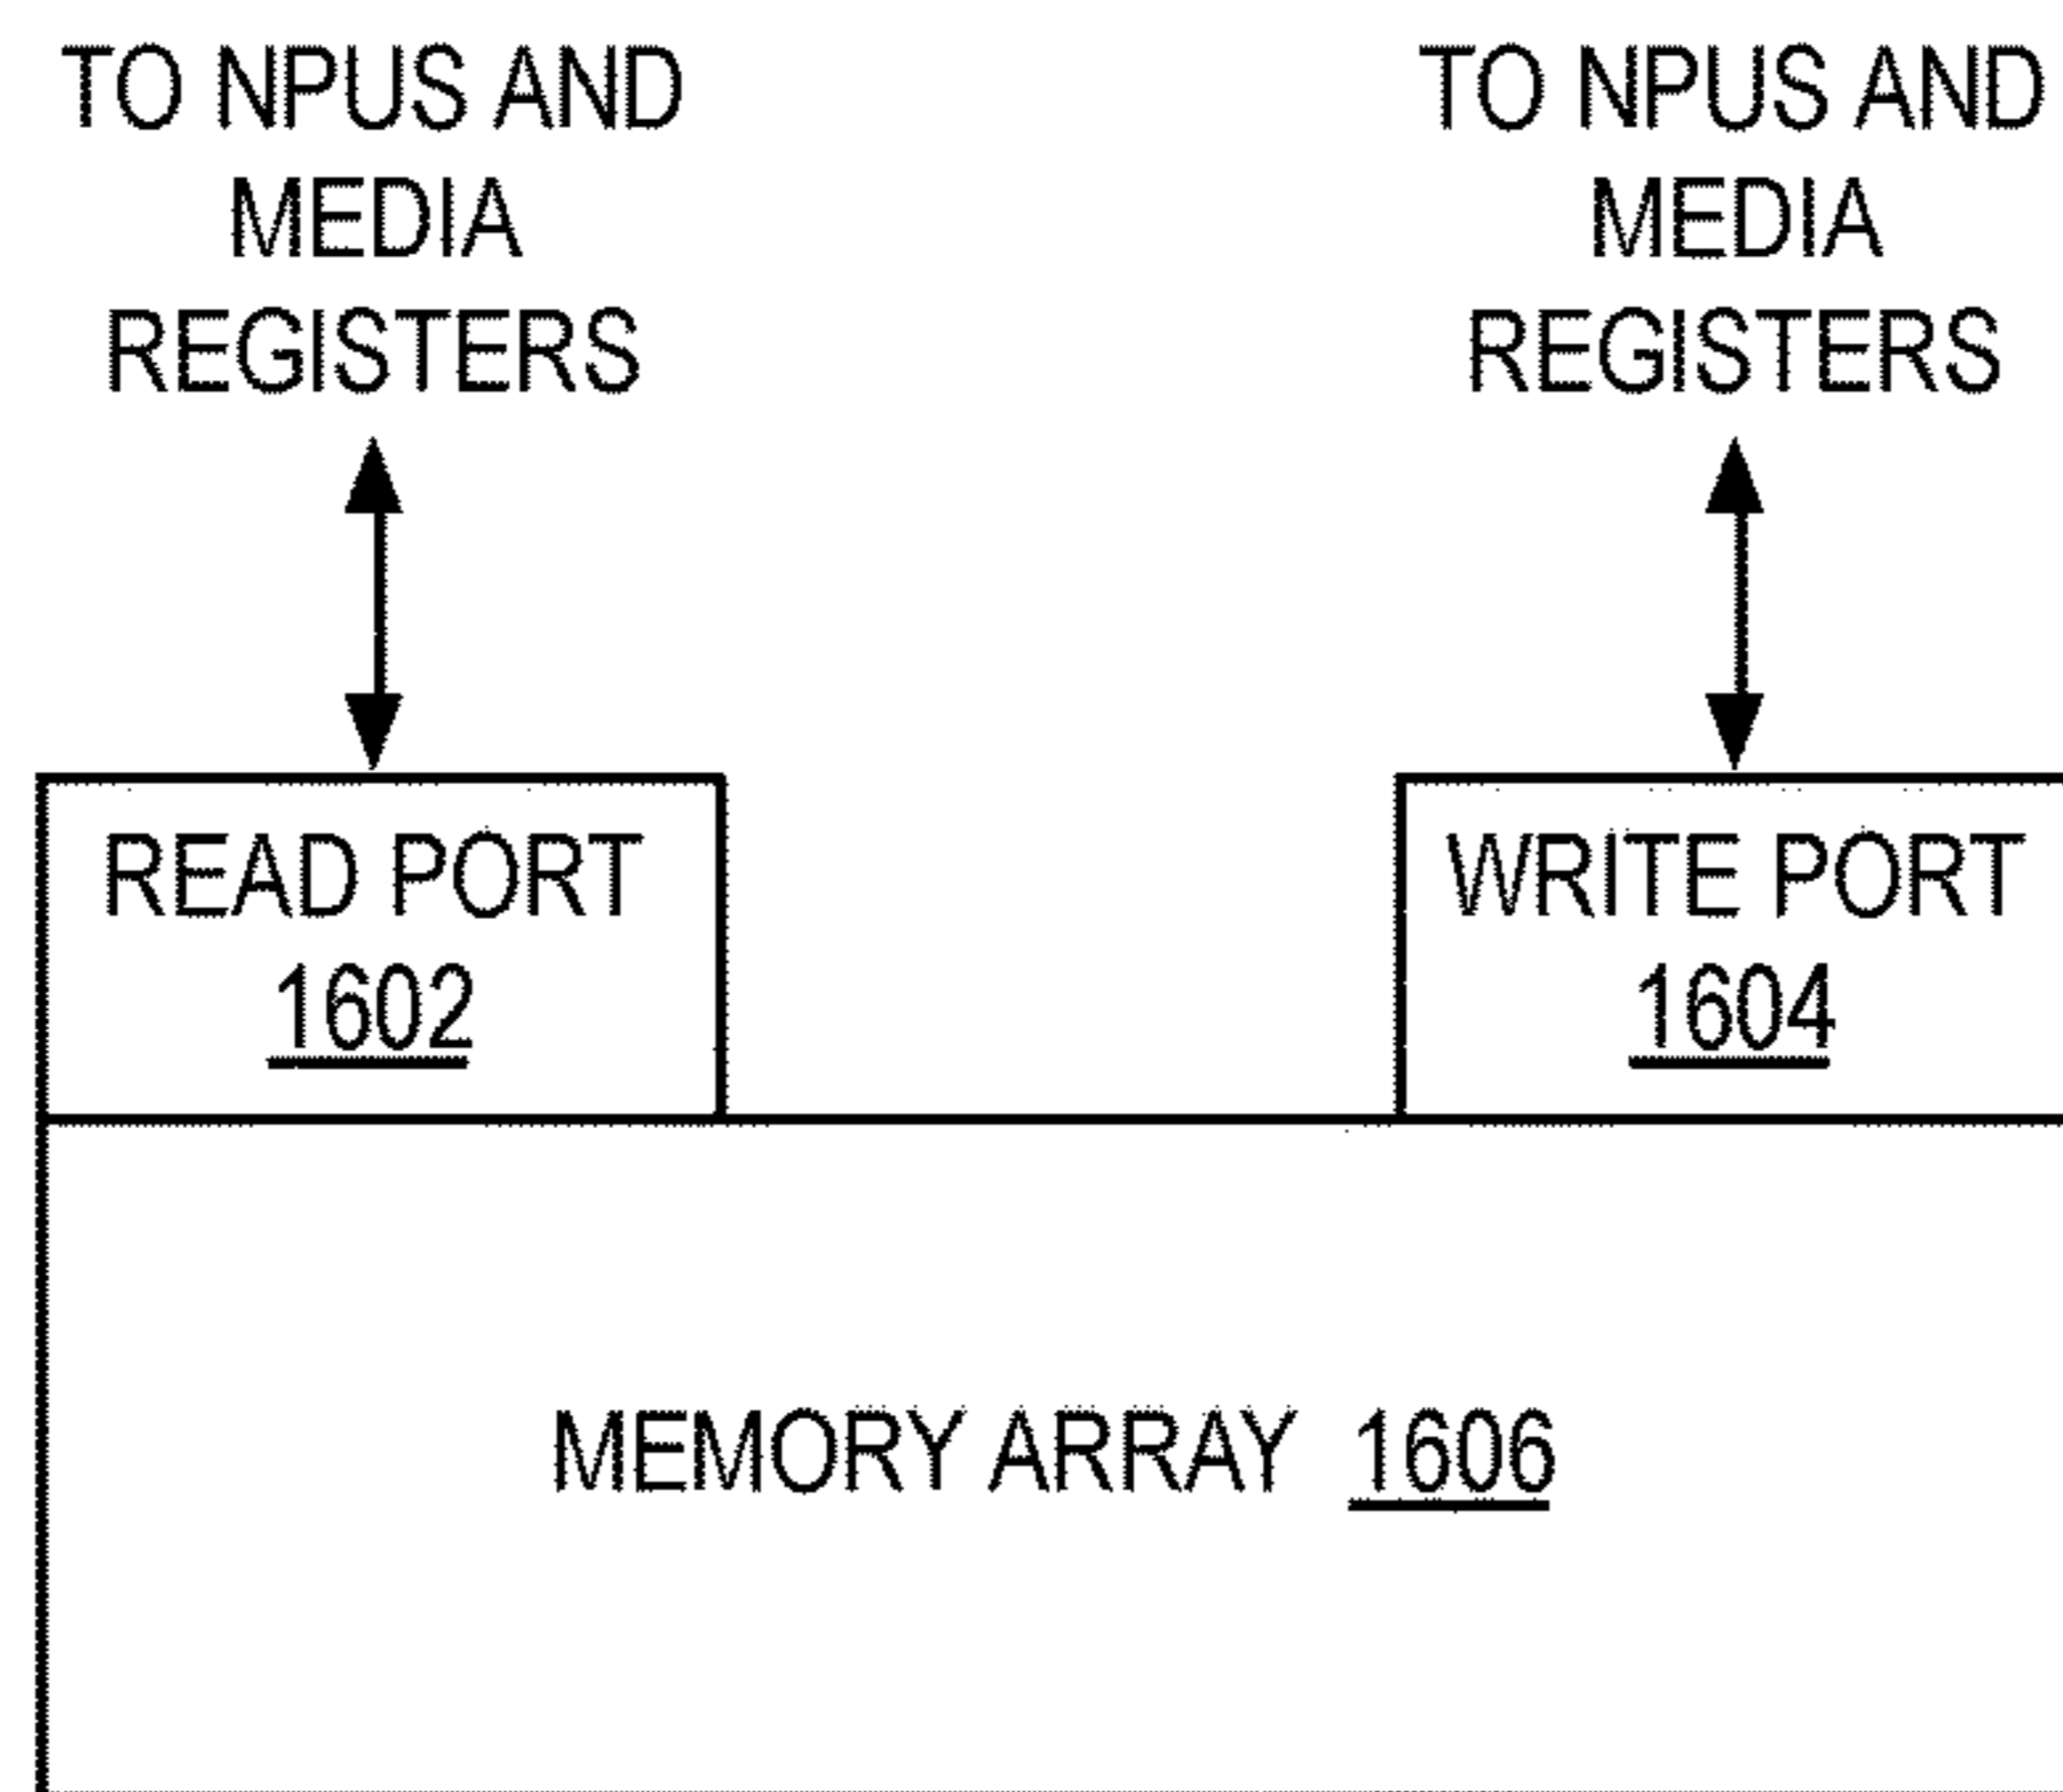 TO NPUS AND
MEDIA
REGISTERS
TO NPUS AND
MEDIA
REGISTERS
READ PORT
1602
WRITE PORT
1604
MEMORY ARRAY 1606